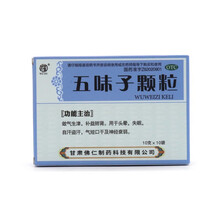 OTC
五味子颗粒
WUWEIZI KELI
【功能主治】
敛气生津,补益肺肾。用于头晕、失眠,
自汗盗汗,气短口干及神经衰弱。
10克×10袋
甘肃佛仁制药科技有限公司